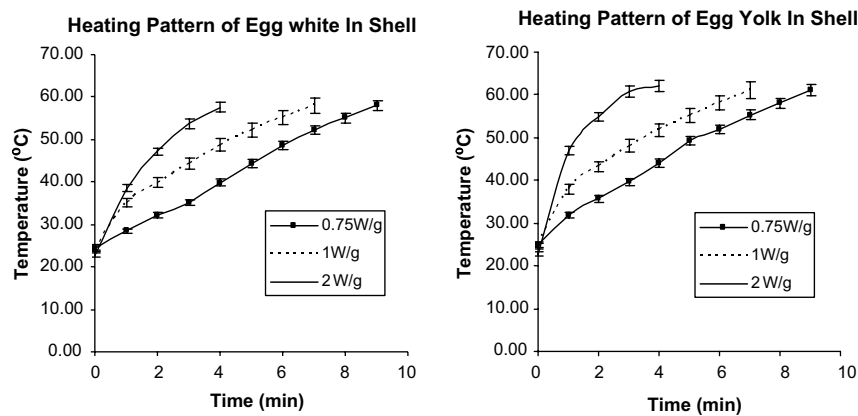 Heating Pattern of Egg white In Shell
70.00
60.00
50.00
40.00
30.00
20.00
10.00
0.00
Temperature (°C)
0.75W/g
1W/g
2 W/g
0 2 4 6 8 10
Time (min)
Heating Pattern of Egg Yolk In Shell
70.00
60.00
50.00
40.00
30.00
20.00
10.00
0.00
Temperature (°C)
0.75W/g
1W/g
2 W/g
0 2 4 6 8 10
Time (min)